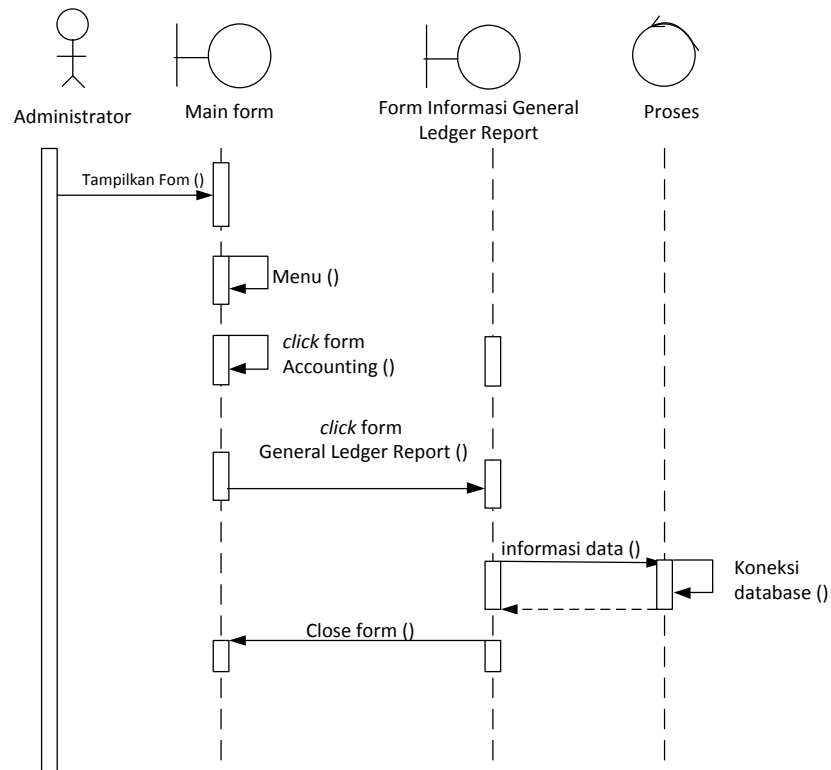 Administrator
Main form
Form Informasi General
Ledger Report
Proses
Tampilkan Fom ()
Menu ()
click form
Accounting ()
click form
General Ledger Report ()
informasi data ()
Koneksi
database ()
Close form ()